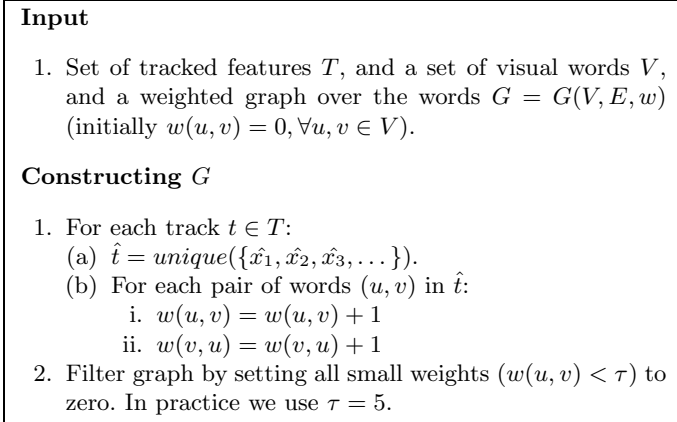 Input
1. Set of tracked features T, and a set of visual words V,
and a weighted graph over the words G = G(V, E, w)
(initially w(u, v) = 0, ∀u, v ∈ V).
Constructing G
1. For each track t ∈ T:
(a) t̂ = unique({x̂₁, x̂₂, x̂₃, . . . }).
(b) For each pair of words (u, v) in t̂:
i. w(u, v) = w(u, v) + 1
ii. w(v, u) = w(v, u) + 1
2. Filter graph by setting all small weights (w(u, v) < τ) to
zero. In practice we use τ = 5.